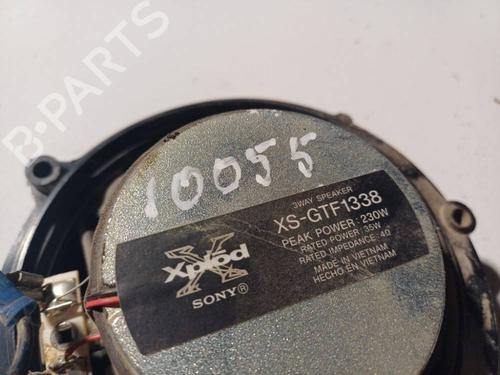 B-PARTS
10055
3WAY SPEAKER
XS-GTF1338
PEAK POWER : 230W
RATED POWER : 35W
RATED IMPEDANCE : 4Ω
MADE IN VIETNAM
HECHO EN VIETNAM
Xplōd
SONY®